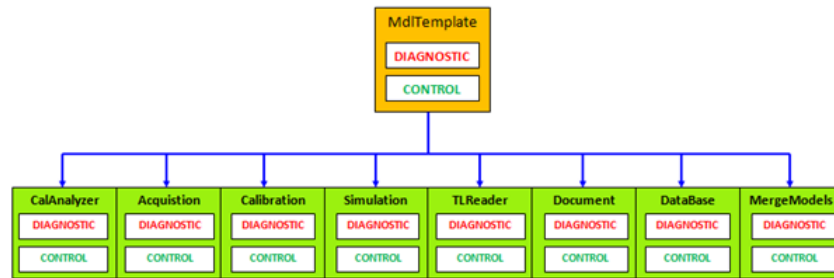 MdlTemplate
DIAGNOSTIC
CONTROL
CalAnalyzer Acquistion Calibration Simulation TLReader Document DataBase MergeModels
DIAGNOSTIC DIAGNOSTIC DIAGNOSTIC DIAGNOSTIC DIAGNOSTIC DIAGNOSTIC DIAGNOSTIC DIAGNOSTIC
CONTROL CONTROL CONTROL CONTROL CONTROL CONTROL CONTROL CONTROL